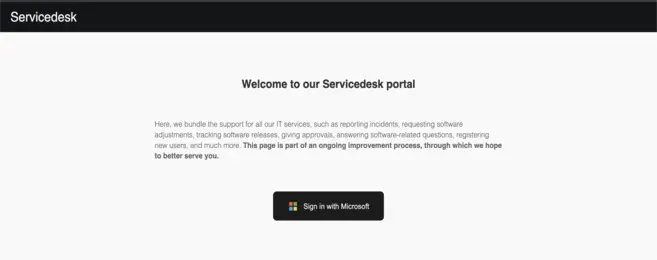 Servicedesk
Welcome to our Servicedesk portal
Here, we bundle the support for all our IT services, such as reporting incidents, requesting software
adjustments, tracking software releases, giving approvals, answering software-related questions, registering
new users, and much more. This page is part of an ongoing improvement process, through which we hope
to better serve you.
Sign in with Microsoft